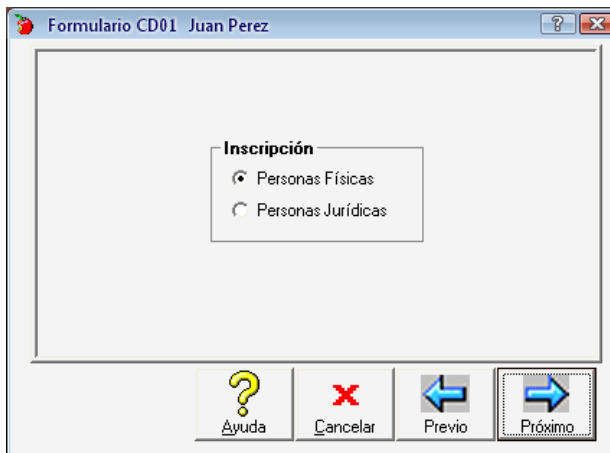 Formulario CD01 Juan Perez
Inscripción
Personas Físicas
Personas Jurídicas
Ayuda
Cancelar
Previo
Próximo